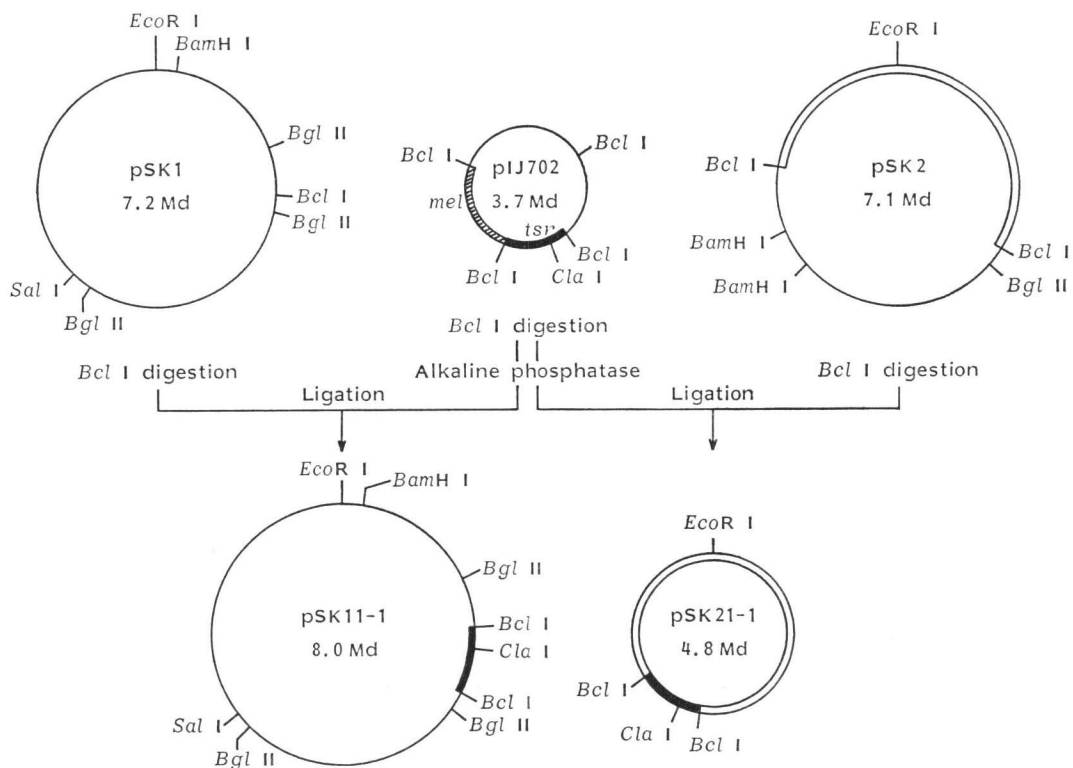 EcoR I
BamH I
Bgl II
pSK1
7.2 Md
Bcl I
Bgl II
Sal I
Bgl II
Bcl I
Bcl I
pIJ702
3.7 Md
mel
tsr
Bcl I
Cla I
Bcl I
EcoR I
pSK2
7.1 Md
Bcl I
BamH I
BamH I
Bcl I
Bgl II
Bcl I digestion
Bcl I digestion
Alkaline phosphatase
Bcl I digestion
Ligation
Ligation
EcoR I
BamH I
Bgl II
pSK11-1
8.0 Md
Bcl I
Cla I
Bcl I
Bgl II
Sal I
Bgl II
EcoR I
pSK21-1
4.8 Md
Bcl I
Cla I
Bcl I